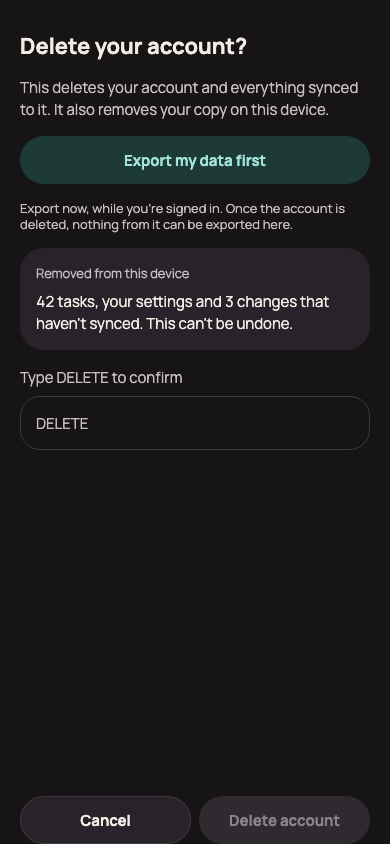 Delete your account?
This deletes your account and everything synced
to it. It also removes your copy on this device.
Export my data first
Export now, while you're signed in. Once the account is
deleted, nothing from it can be exported here.
Removed from this device
42 tasks, your settings and 3 changes that
haven't synced. This can't be undone.
Type DELETE to confirm
DELETE
Cancel
Delete account